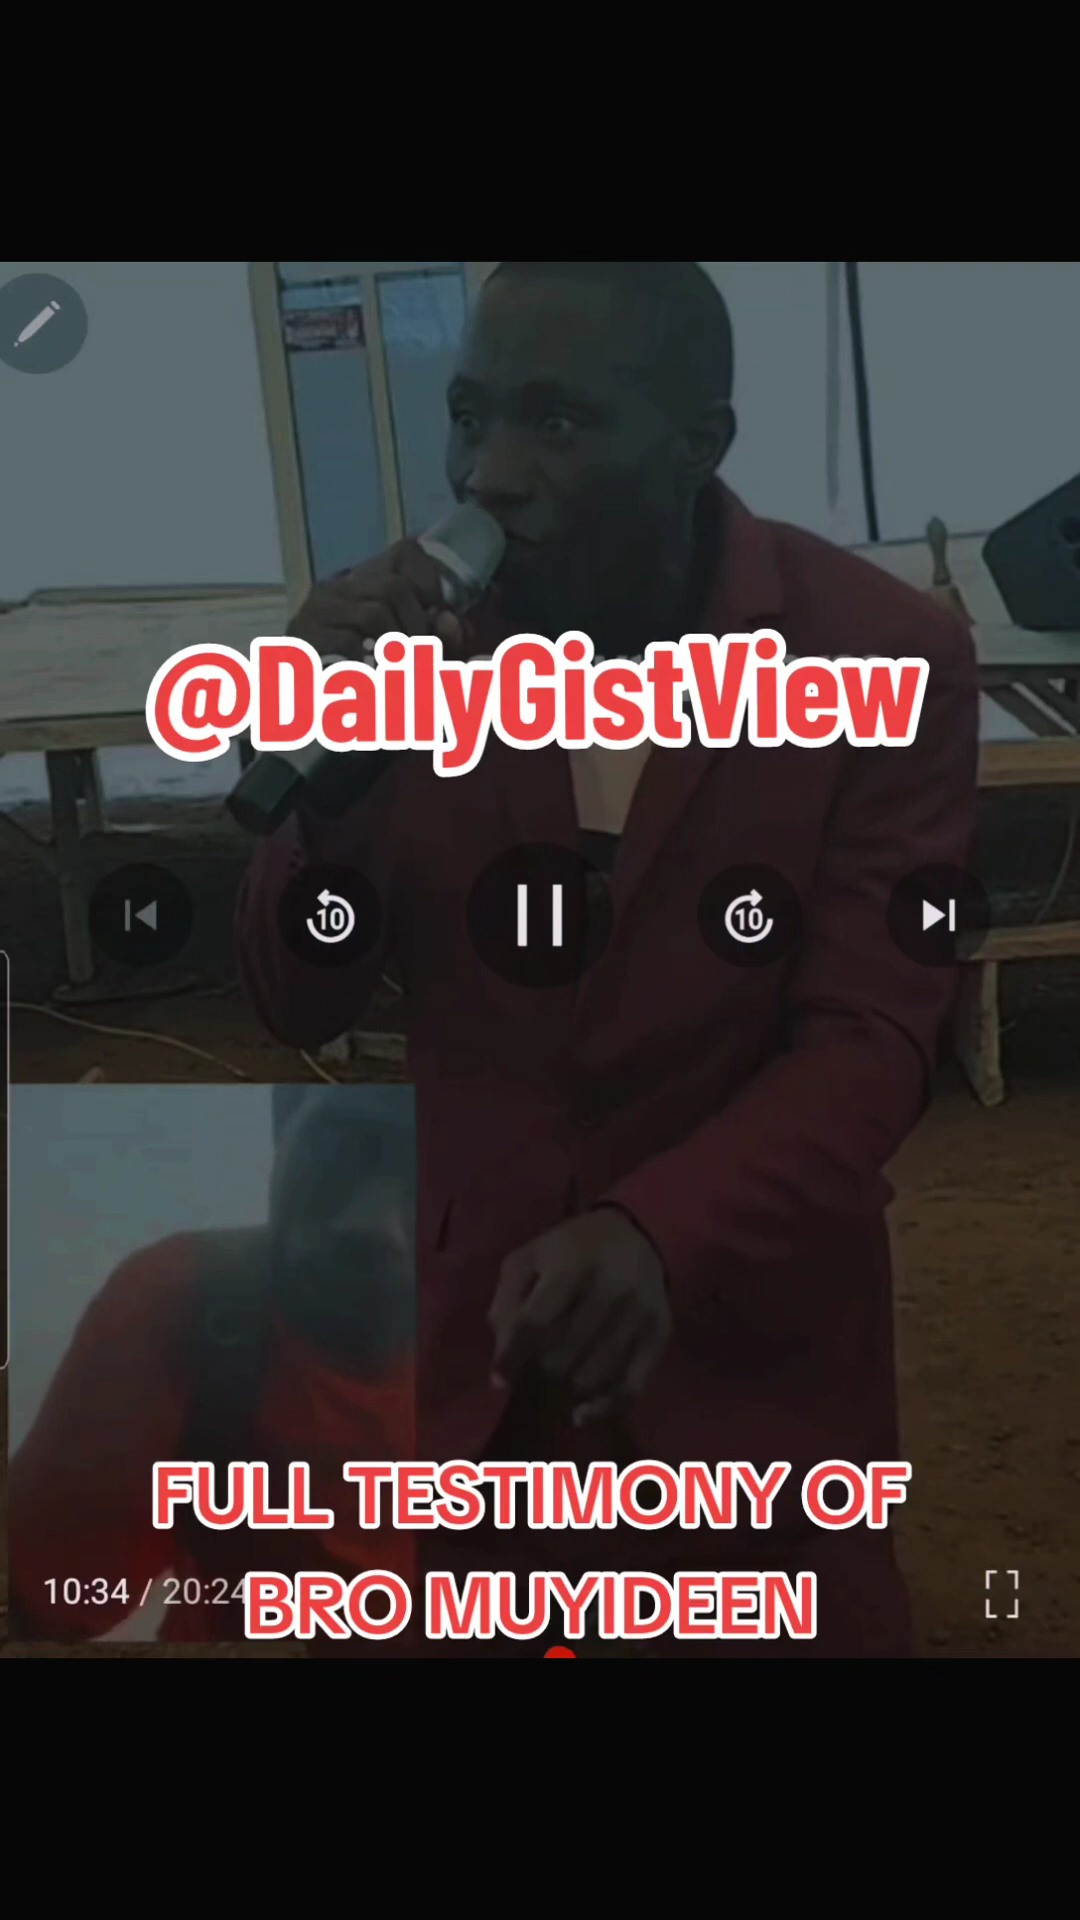 @DailyGistView
10
10
FULL TESTIMONY OF
10:34 / 20:24
BRO MUYIDEEN